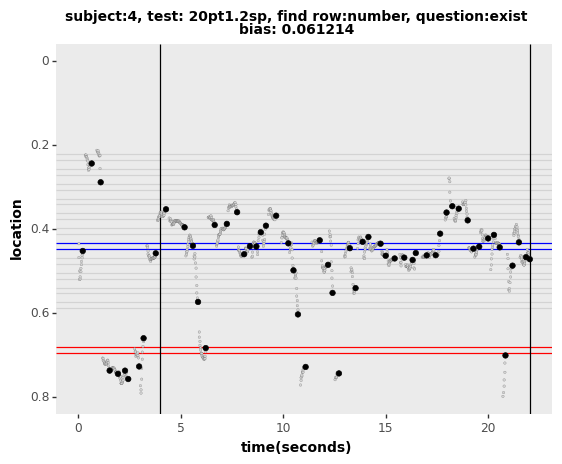 subject:4, test: 20pt1.2sp, find row:number, question:exist
bias: 0.061214
0
0.2
0.4
0.6
0.8
location
0
5
10
15
20
time(seconds)